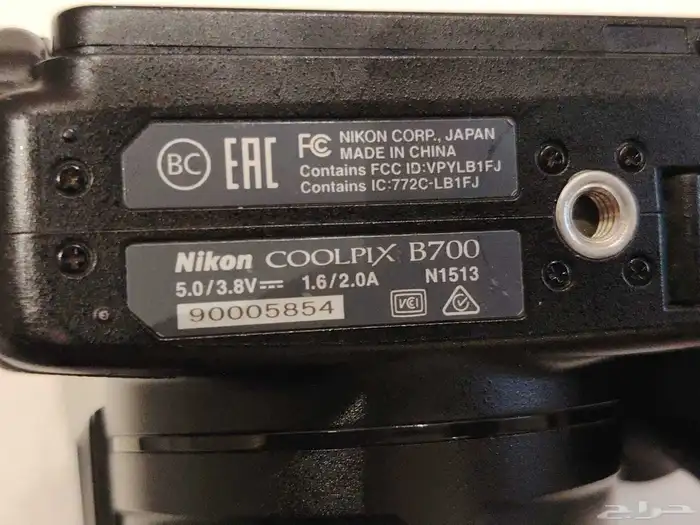 BC
EAC
FC
NIKON CORP., JAPAN
MADE IN CHINA
Contains FCC ID:VPYLB1FJ
Contains IC:772C-LB1FJ
Nikon COOLPIX B700
5.0/3.8V⎓ 1.6/2.0A N1513
90005854
VCI
حراج